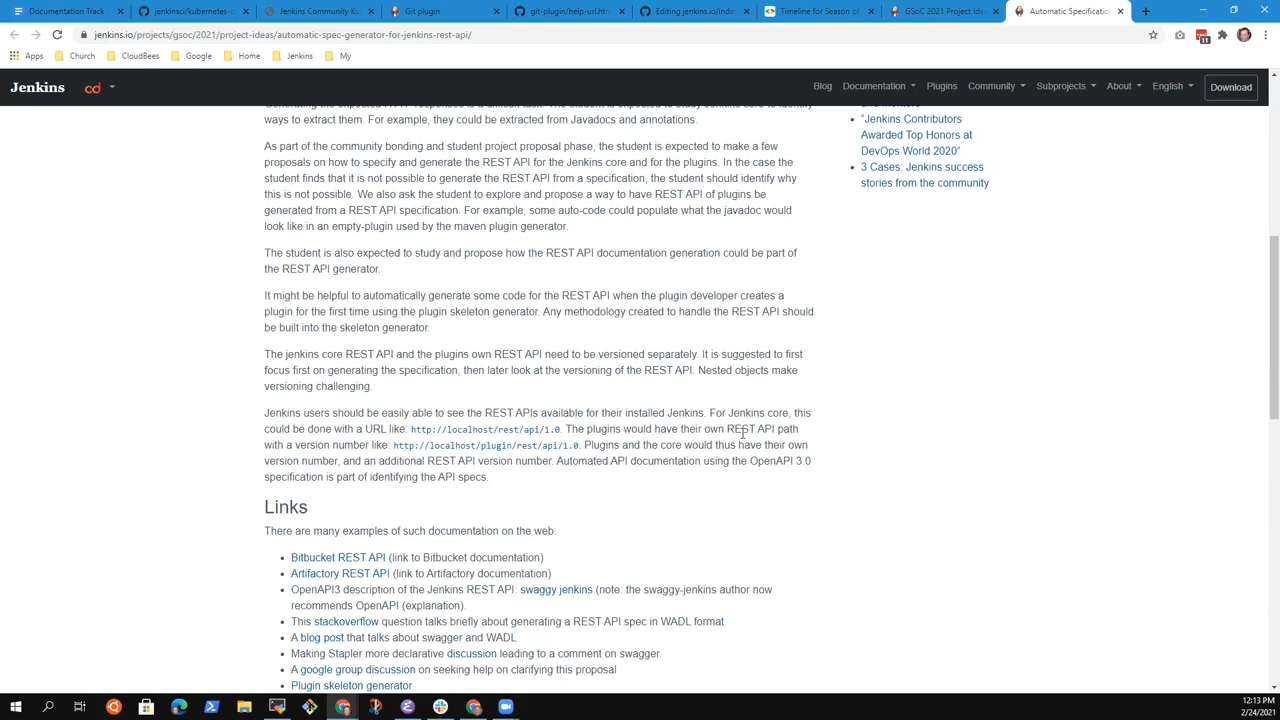 Documentation Track -
jenkinsci/kubernetes-o
Jenkins Community Ku
Git plugin
git-plugin/help-url.htm
Editing jenkins.io/inde
Timeline for Season of
GSoC 2021 Project Ide
Automatic Specificatio
jenkins.io/projects/gsoc/2021/project-ideas/automatic-spec-generator-for-jenkins-rest-api/
11
Apps
Church
CloudBees
Google
Home
Jenkins
My
Jenkins
cd
Blog
Documentation
Plugins
Community
Subprojects
About
English
Download
ways to extract them. For example, they could be extracted from Javadocs and annotations.
As part of the community bonding and student project proposal phase, the student is expected to make a few
proposals on how to specify and generate the REST API for the Jenkins core and for the plugins. In the case the
student finds that it is not possible to generate the REST API from a specification, the student should identify why
this is not possible. We also ask the student to explore and propose a way to have REST API of plugins be
generated from a REST API specification. For example, some auto-code could populate what the javadoc would
look like in an empty-plugin used by the maven plugin generator.
The student is also expected to study and propose how the REST API documentation generation could be part of
the REST API generator.
It might be helpful to automatically generate some code for the REST API when the plugin developer creates a
plugin for the first time using the plugin skeleton generator. Any methodology created to handle the REST API should
be built into the skeleton generator.
The jenkins core REST API and the plugins own REST API need to be versioned separately. It is suggested to first
focus first on generating the specification, then later look at the versioning of the REST API. Nested objects make
versioning challenging.
Jenkins users should be easily able to see the REST APIs available for their installed Jenkins. For Jenkins core, this
could be done with a URL like: http://localhost/rest/api/1.0. The plugins would have their own REST API path
with a version number like: http://localhost/plugin/rest/api/1.0. Plugins and the core would thus have their own
version number, and an additional REST API version number. Automated API documentation using the OpenAPI 3.0
specification is part of identifying the API specs.
Links
There are many examples of such documentation on the web:
• Bitbucket REST API (link to Bitbucket documentation)
• Artifactory REST API (link to Artifactory documentation)
• OpenAPI3 description of the Jenkins REST API: swaggy jenkins (note: the swaggy-jenkins author now
recommends OpenAPI (explanation).
• This stackoverflow question talks briefly about generating a REST API spec in WADL format
• A blog post that talks about swagger and WADL
• Making Stapler more declarative discussion leading to a comment on swagger.
• A google group discussion on seeking help on clarifying this proposal
• Plugin skeleton generator
and Mentors
• “Jenkins Contributors
Awarded Top Honors at
DevOps World 2020”
• 3 Cases: Jenkins success
stories from the community
12:13 PM
2/24/2021